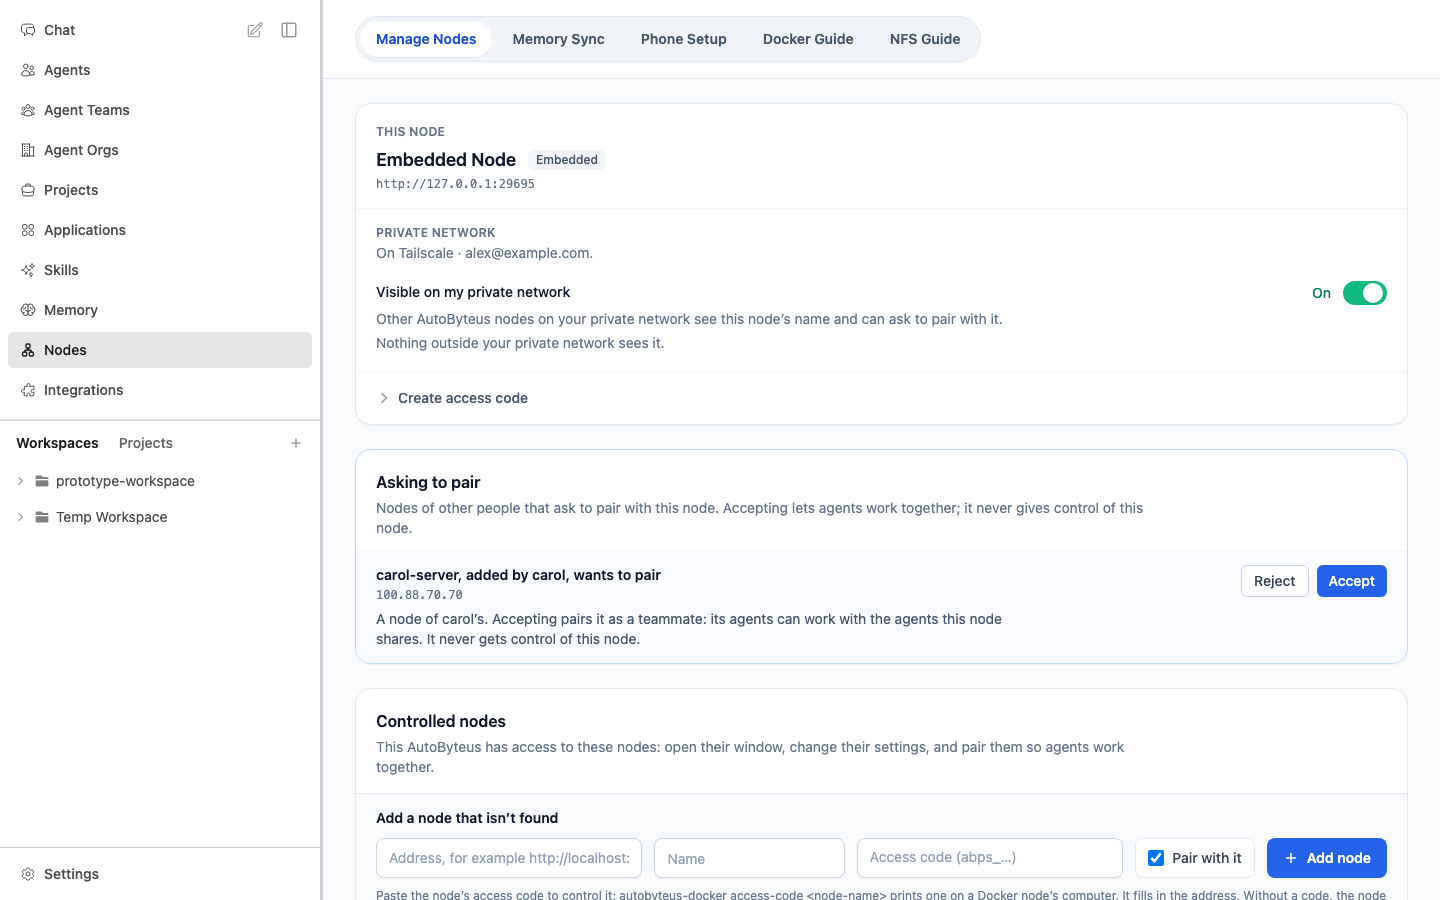 Chat
Agents
Agent Teams
Agent Orgs
Projects
Applications
Skills
Memory
Nodes
Integrations
Workspaces Projects
prototype-workspace
Temp Workspace
Settings
Manage Nodes Memory Sync Phone Setup Docker Guide NFS Guide
THIS NODE
Embedded Node Embedded
http://127.0.0.1:29695
PRIVATE NETWORK
On Tailscale · alex@example.com.
Visible on my private network On
Other AutoByteus nodes on your private network see this node’s name and can ask to pair with it.
Nothing outside your private network sees it.
Create access code
Asking to pair
Nodes of other people that ask to pair with this node. Accepting lets agents work together; it never gives control of this
node.
carol-server, added by carol, wants to pair Reject Accept
100.88.70.70
A node of carol’s. Accepting pairs it as a teammate: its agents can work with the agents this node
shares. It never gets control of this node.
Controlled nodes
This AutoByteus has access to these nodes: open their window, change their settings, and pair them so agents work
together.
Add a node that isn’t found
Address, for example http://localhost: Name Access code (abps_…) Pair with it Add node
Paste the node’s access code to control it: autobyteus-docker access-code <node-name> prints one on a Docker node’s computer. It fills in the address. Without a code, the node